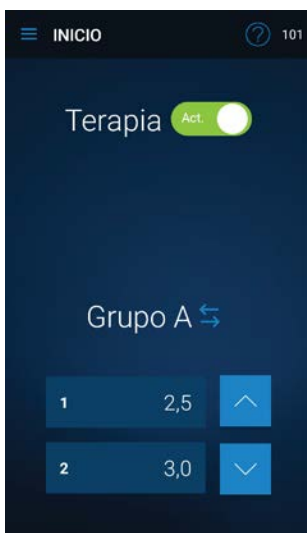 INICIO 101
Terapia Act.
Grupo A
1 2,5
2 3,0